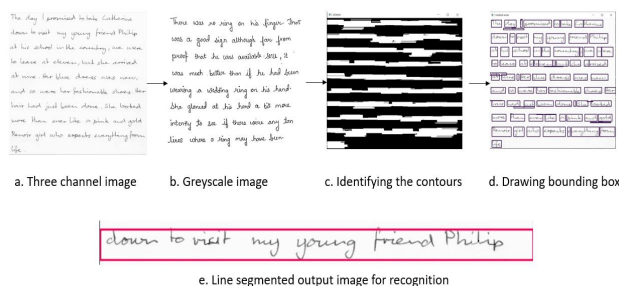 The day I promised to take Catherine
down to visit my young friend Philip
at his school in the country, we were
to leave at eleven, but she arrived
at nine. Her blue dress was new,
and so were her fashionable shoes. Her
hair had just been done. She looked
more than ever like a pink and gold
Renoir girl who expects everything from
life.
There was no ring on his finger. That
was a good sign although far from
proof that he was available. Still, it
was much better than if he had been
wearing a wedding ring on his hand.
She glanced at his hand a bit more
intently to see if there were any tan
lines where a ring may have been
a. Three channel image
b. Greyscale image
c. Identifying the contours
d. Drawing bounding box
down to visit my young friend Philip
e. Line segmented output image for recognition